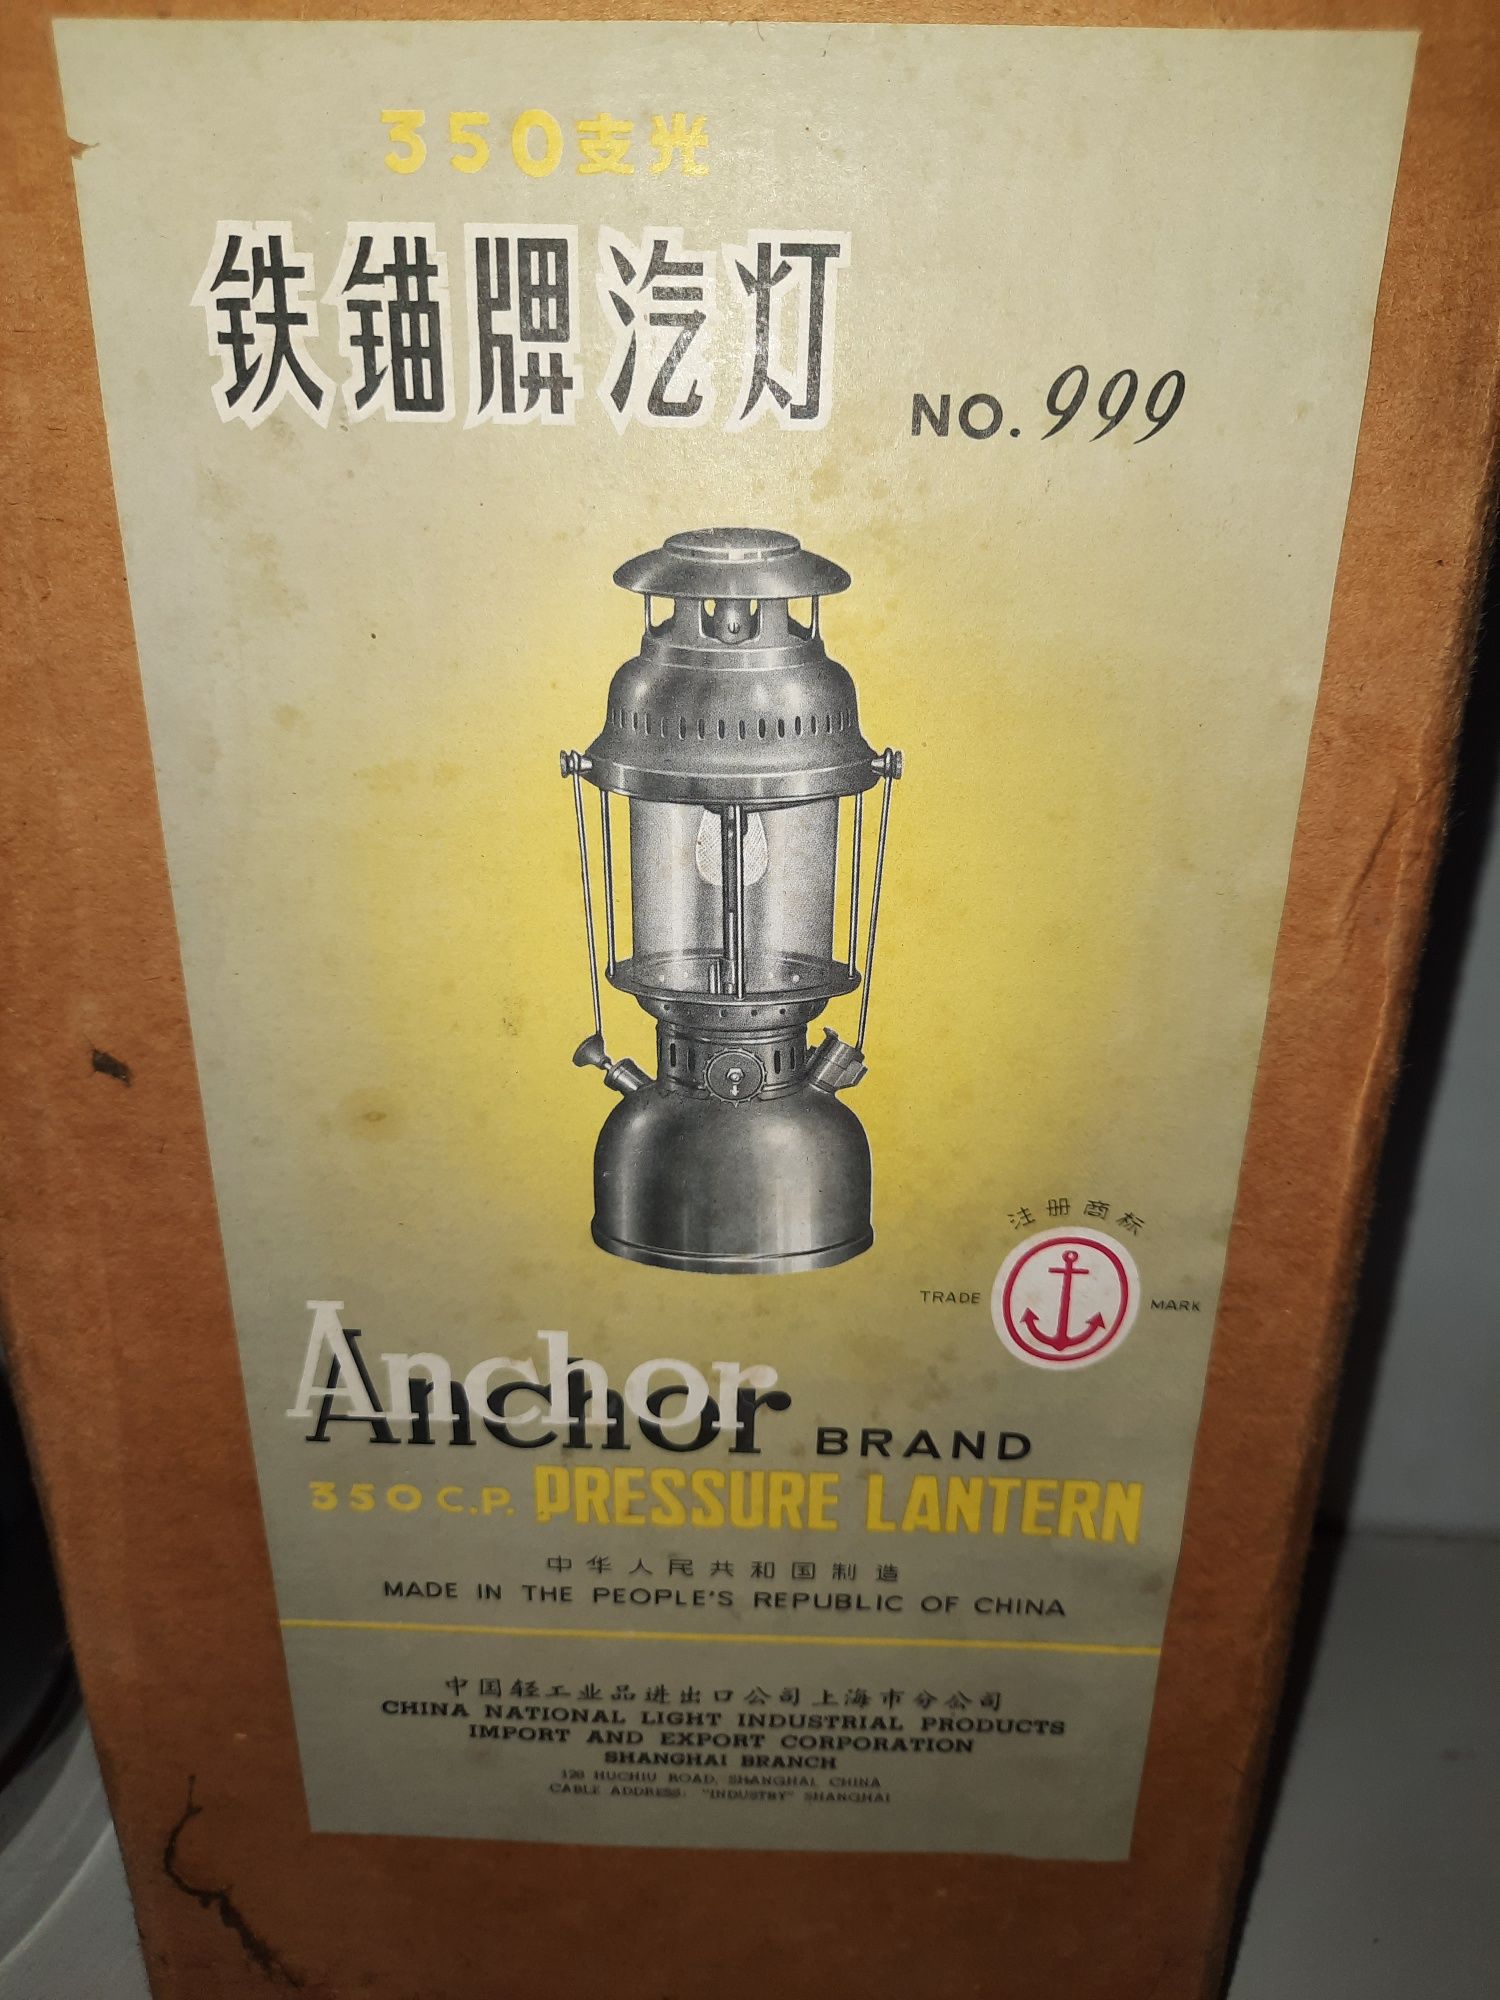 350支光
铁锚牌汽灯
NO. 999
注册商标
TRADE MARK
Anchor BRAND
350 C.P. PRESSURE LANTERN
中华人民共和国制造
MADE IN THE PEOPLE'S REPUBLIC OF CHINA
中国轻工业品进出口公司上海市分公司
CHINA NATIONAL LIGHT INDUSTRIAL PRODUCTS
IMPORT AND EXPORT CORPORATION
SHANGHAI BRANCH
128 HUCHIU ROAD, SHANGHAI, CHINA
CABLE ADDRESS: "INDUSTRY" SHANGHAI